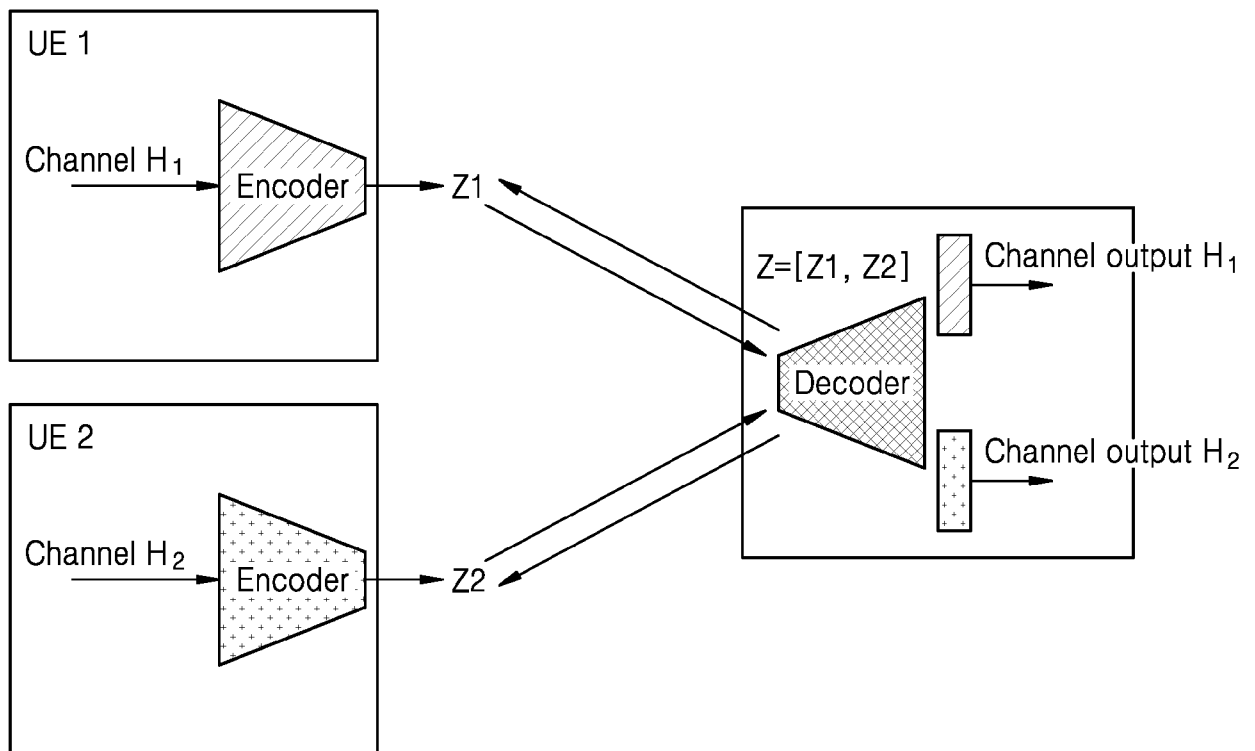 UE 1
Channel H₁
Encoder
Z1
UE 2
Channel H₂
Encoder
Z2
Z=[Z1, Z2]
Decoder
Channel output H₁
Channel output H₂